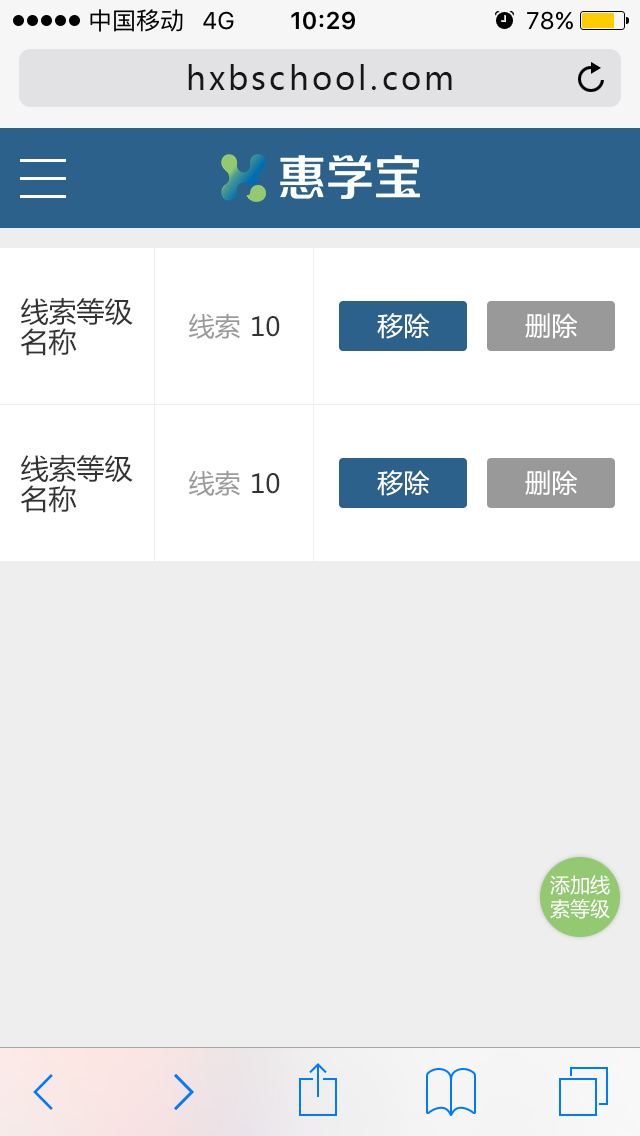 中国移动 4G 10:29 78%
hxbschool.com
惠学宝
线索等级
名称
线索 10
移除
删除
线索等级
名称
线索 10
移除
删除
添加线
索等级